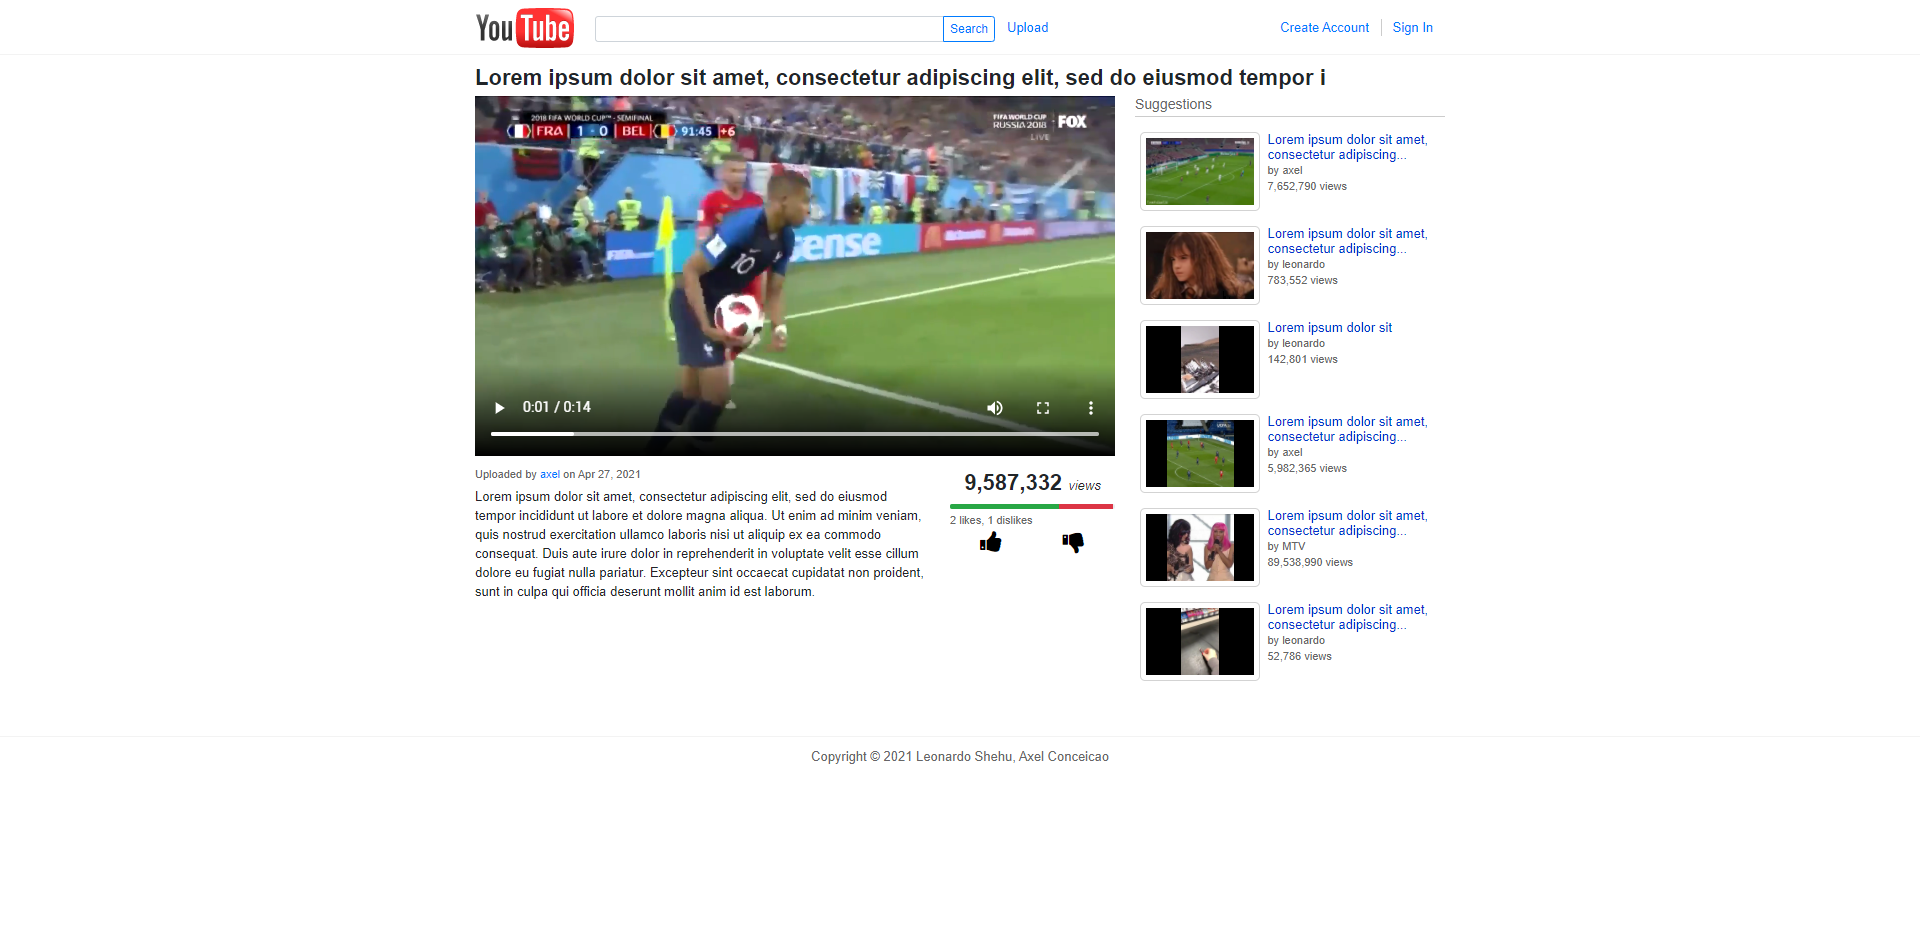 YouTube
Search
Upload
Create Account
Sign In
Lorem ipsum dolor sit amet, consectetur adipiscing elit, sed do eiusmod tempor i
2018 FIFA WORLD CUP™ - SEMIFINAL
FRA 1 - 0 BEL 91:45 +6
FIFA WORLD CUP
RUSSIA 2018
FOX
LIVE
10
0:01 / 0:14
Uploaded by axel on Apr 27, 2021
Lorem ipsum dolor sit amet, consectetur adipiscing elit, sed do eiusmod
tempor incididunt ut labore et dolore magna aliqua. Ut enim ad minim veniam,
quis nostrud exercitation ullamco laboris nisi ut aliquip ex ea commodo
consequat. Duis aute irure dolor in reprehenderit in voluptate velit esse cillum
dolore eu fugiat nulla pariatur. Excepteur sint occaecat cupidatat non proident,
sunt in culpa qui officia deserunt mollit anim id est laborum.
9,587,332 views
2 likes, 1 dislikes
Suggestions
Lorem ipsum dolor sit amet,
consectetur adipiscing...
by axel
7,652,790 views
Lorem ipsum dolor sit amet,
consectetur adipiscing...
by leonardo
783,552 views
Lorem ipsum dolor sit
by leonardo
142,801 views
Lorem ipsum dolor sit amet,
consectetur adipiscing...
by axel
5,982,365 views
Lorem ipsum dolor sit amet,
consectetur adipiscing...
by MTV
89,538,990 views
Lorem ipsum dolor sit amet,
consectetur adipiscing...
by leonardo
52,786 views
Copyright © 2021 Leonardo Shehu, Axel Conceicao